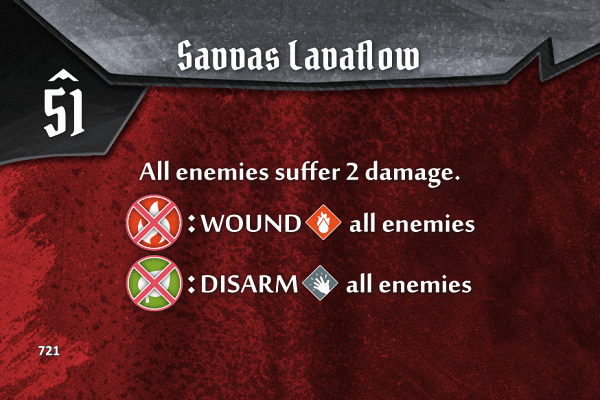 Savvas Lavaflow
51
All enemies suffer 2 damage.
: WOUND all enemies
: DISARM all enemies
721